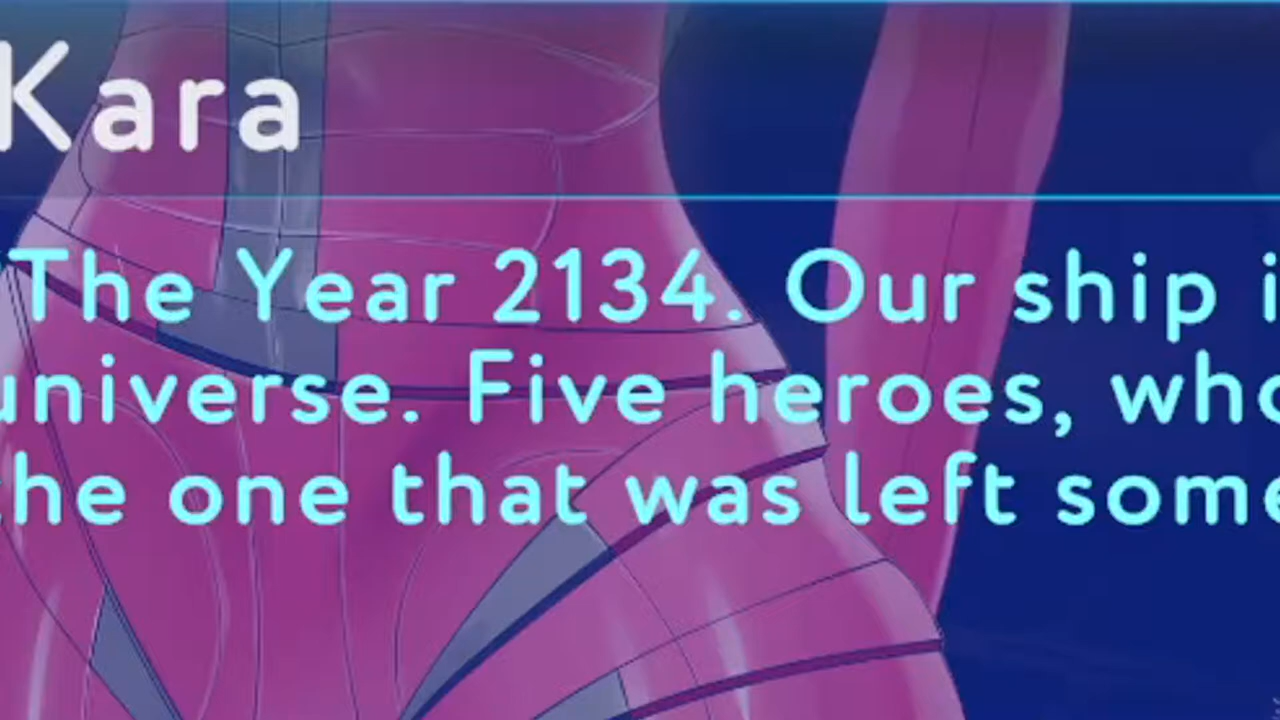 Kara
"The Year 2134. Our ship
universe. Five heroes,
the one that was left